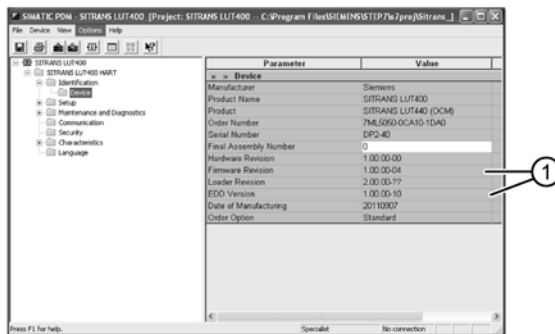 SIMATIC PDM - SITRANS LUT400 [Project: SITRANS LUT400 -- C:\Program Files\SIEMENS\STEP7\s7proj\Sitrans_]
File Device View Options Help
Parameter Value
SITRANS LUT400
SITRANS LUT400 HART
Identification
Device
Setup
Maintenance and Diagnostics
Communication
Security
Characteristics
Language
» » Device
Manufacturer Siemens
Product Name SITRANS LUT400
Product SITRANS LUT440 (OCM)
Order Number 7ML5050-0CA10-1DA0
Serial Number DP2-40
Final Assembly Number 0
Hardware Revision 1.00.00-00
Firmware Revision 1.00.00-04
Loader Revision 2.00.00-??
EDD Version 1.00.00-10
Date of Manufacturing 20110907
Order Option Standard
1
Press F1 for help. Specialist No connection